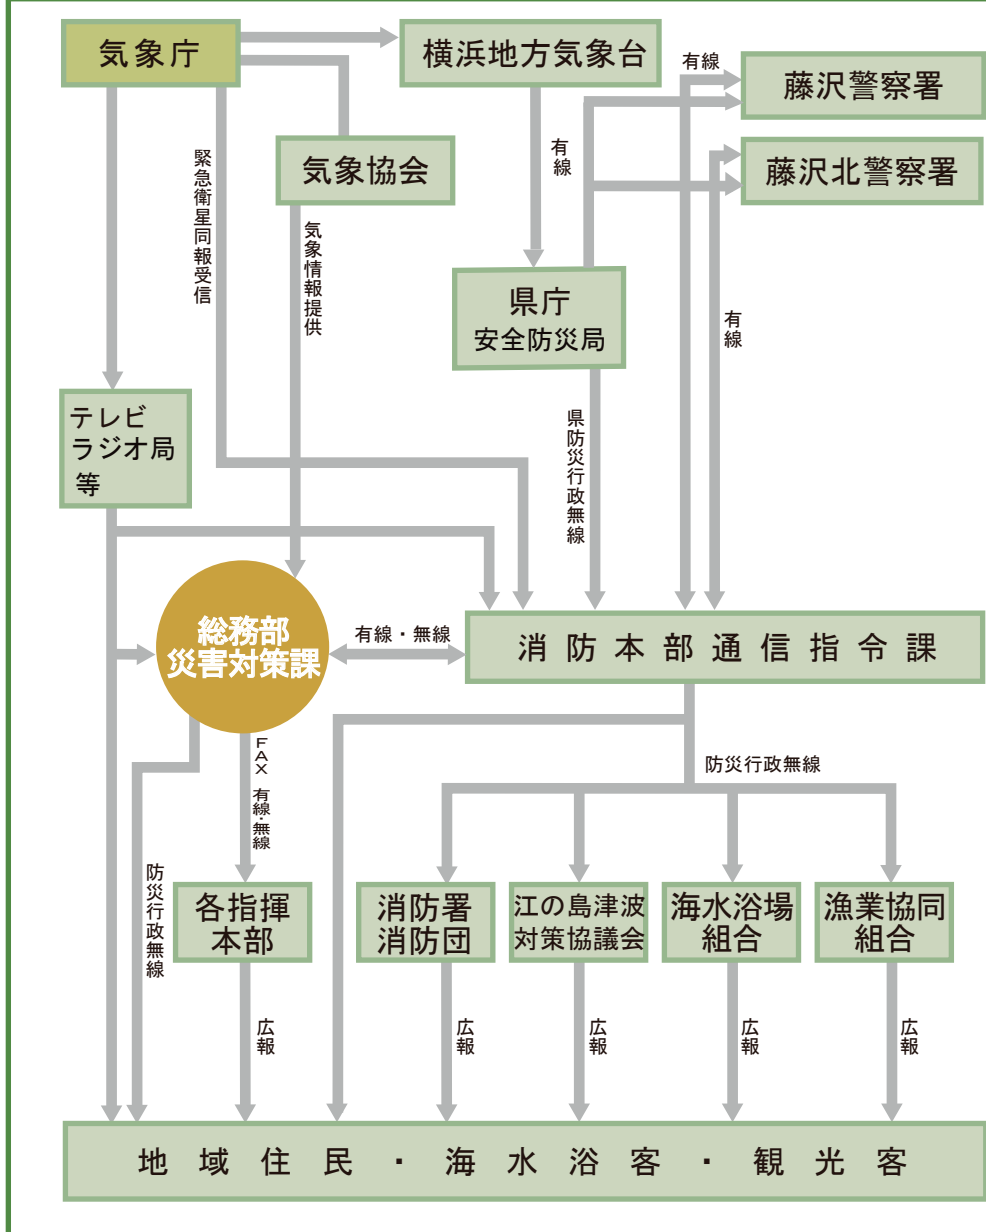 気象庁
横浜地方気象台
有線
藤沢警察署
気象協会
有線
藤沢北警察署
緊急衛星同報受信
気象情報提供
県庁
安全防災局
有線
テレビ
ラジオ局
等
県防災行政無線
総務部
災害対策課
有線・無線
消防本部通信指令課
FAX
有線・無線
防災行政無線
防災行政無線
各指揮
本部
消防署
消防団
江の島津波
対策協議会
海水浴場
組合
漁業協同
組合
広報
広報
広報
広報
広報
地域住民・海水浴客・観光客